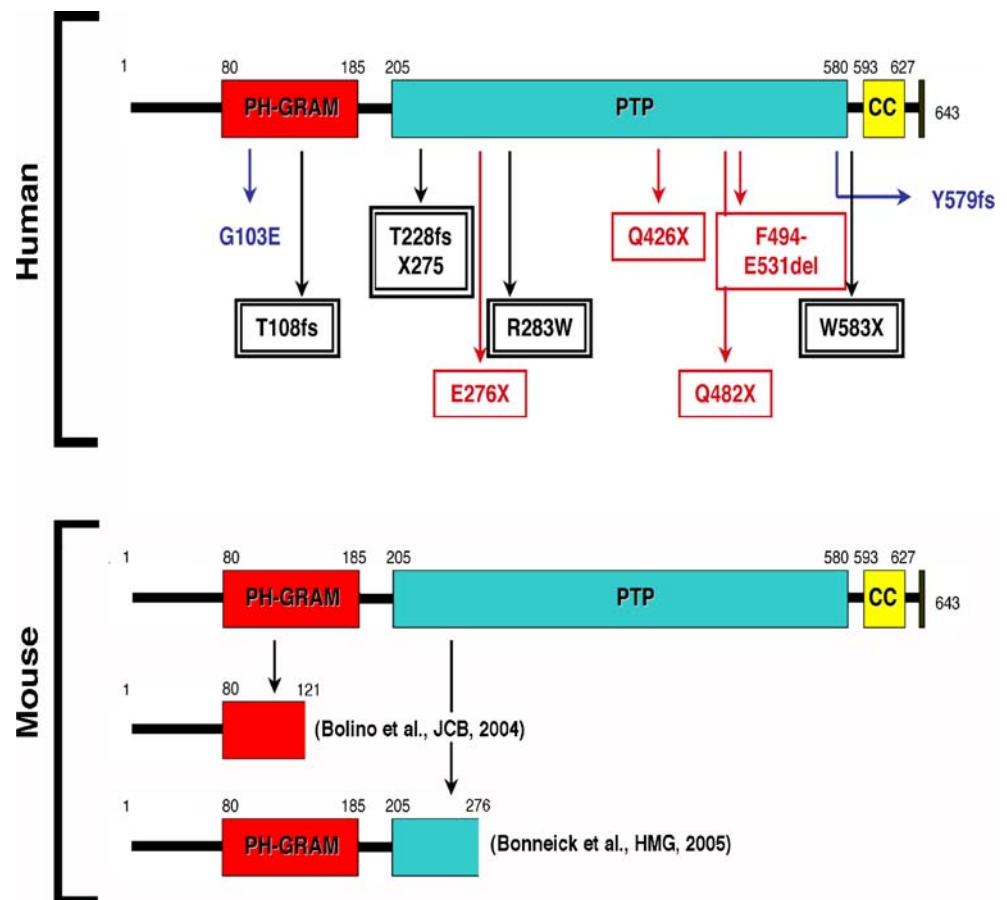 Human
1
80
185
205
580
593
627
PH-GRAM
PTP
CC
643
G103E
T108fs
T228fs
X275
E276X
R283W
Q426X
Q482X
F494-
E531del
Y579fs
W583X
Mouse
1
80
185
205
580
593
627
PH-GRAM
PTP
CC
643
1
80
121
(Bolino et al., JCB, 2004)
1
80
185
205
276
PH-GRAM
(Bonneick et al., HMG, 2005)